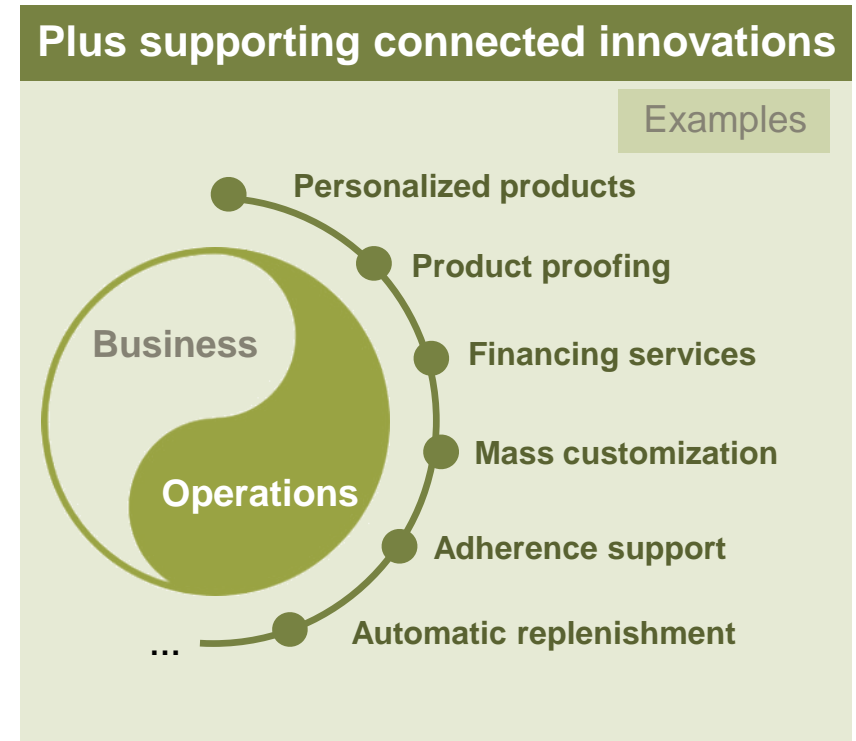 Plus supporting connected innovations
Examples
Personalized products
Product proofing
Business
Financing services
Mass customization
Operations
Adherence support
Automatic replenishment
...